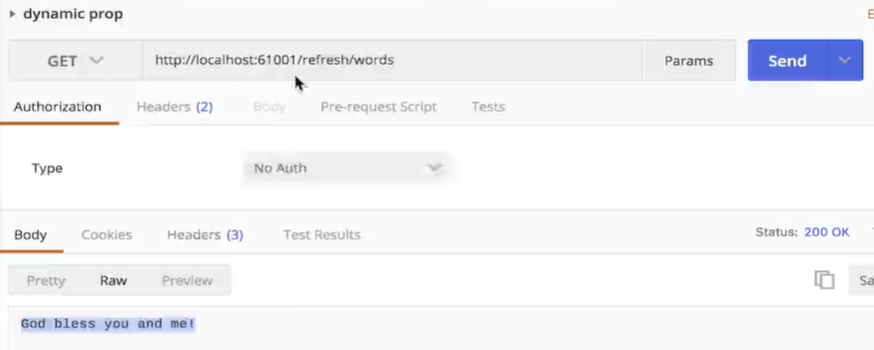 dynamic prop
GET http://localhost:61001/refresh/words Params Send
Authorization Headers (2) Body Pre-request Script Tests
Type No Auth
Body Cookies Headers (3) Test Results Status: 200 OK
Pretty Raw Preview Sa
God bless you and me!